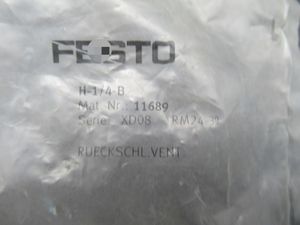 FESTO
H-1/4-B
Mat. Nr.: 11689
Serie: XD08
RUECKSCHL.VENT